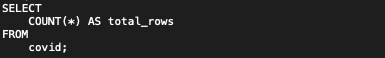 SELECT
    COUNT(*) AS total_rows
FROM
    covid;